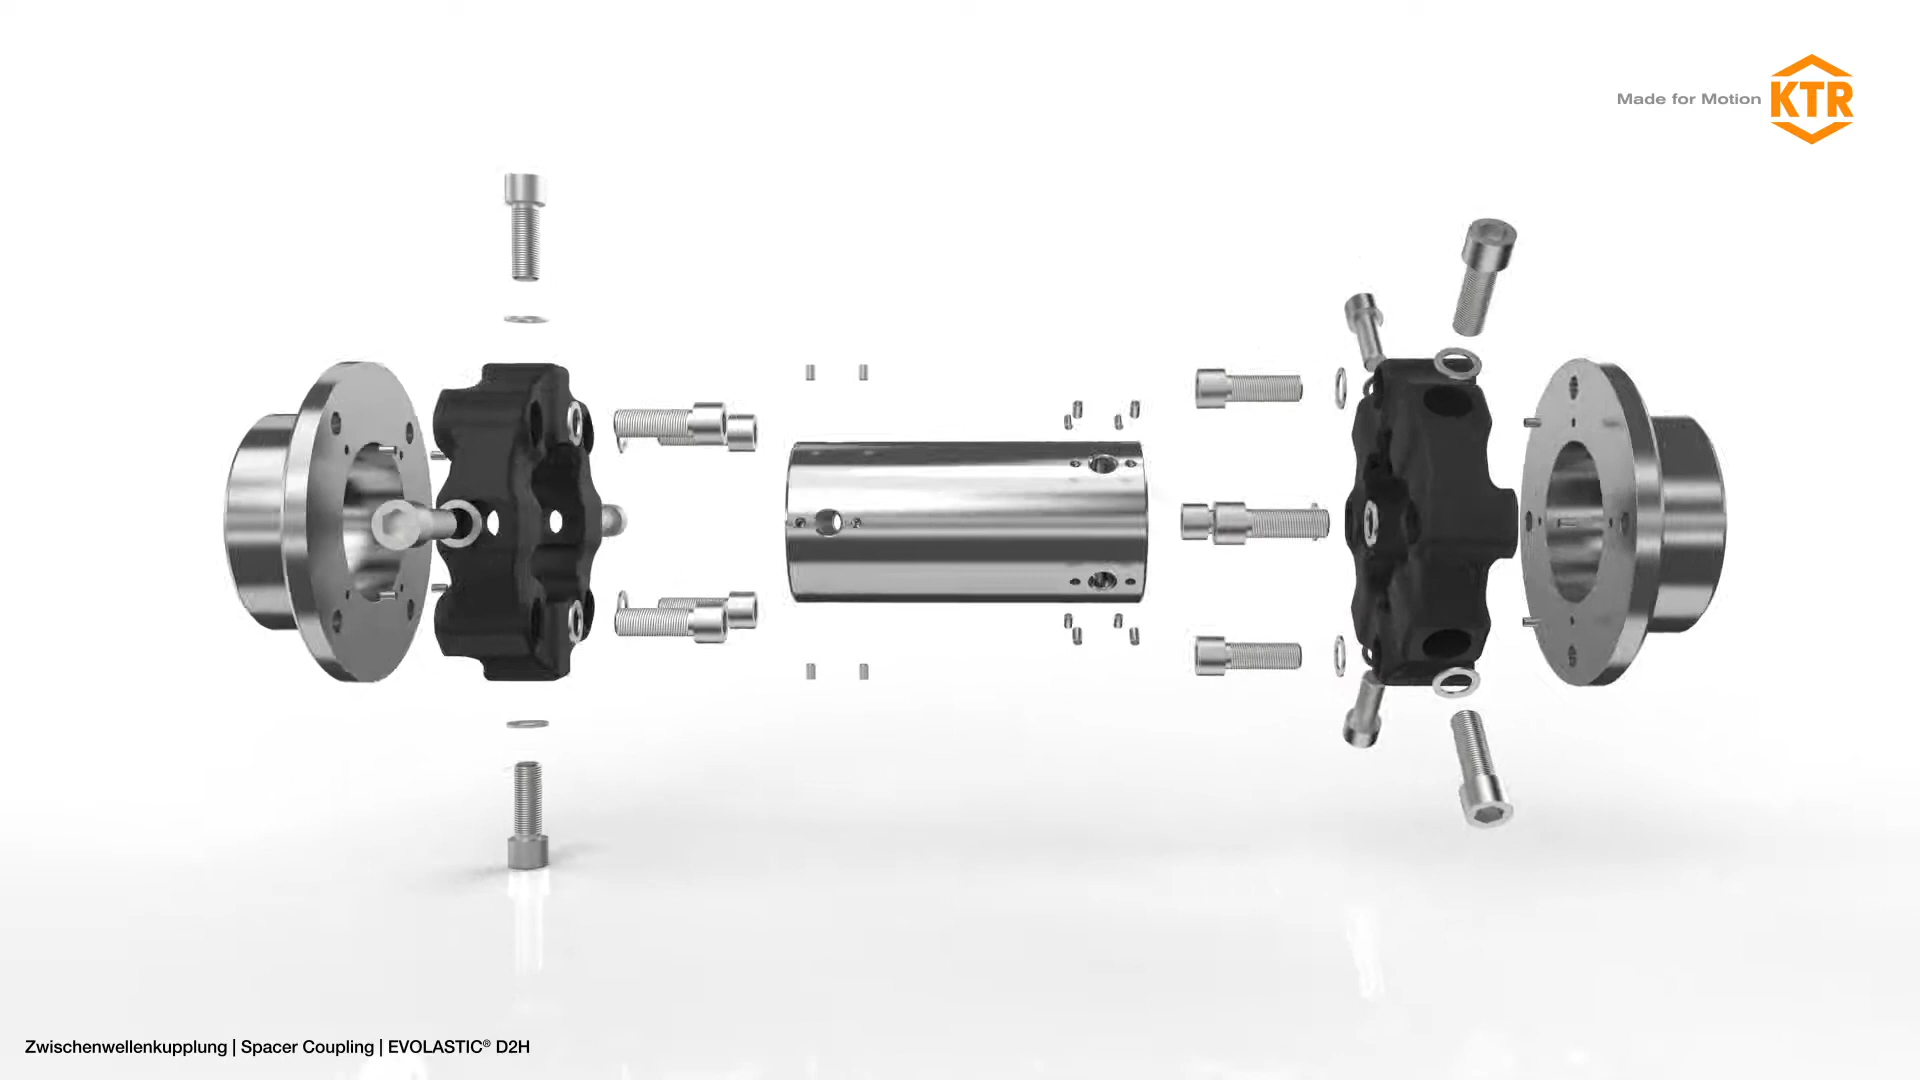 Made for Motion KTR
Zwischenwellenkupplung | Spacer Coupling | EVOLASTIC® D2H